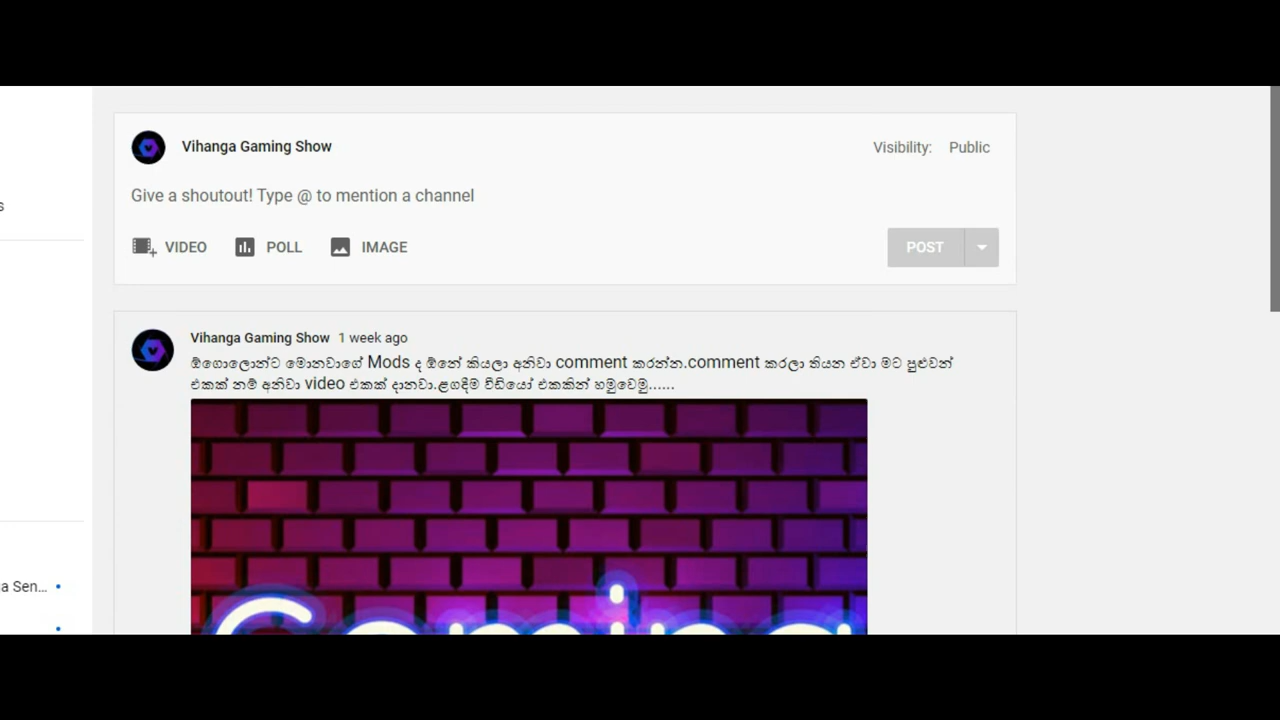 Vihanga Gaming Show
Visibility: Public
s
Give a shoutout! Type @ to mention a channel
VIDEO POLL IMAGE POST
Vihanga Gaming Show 1 week ago
ඕගොලොන්ට මොනවාගේ Mods ද ඕනේ කියලා අනිවා comment කරන්න.comment කරලා තියන ඒවා මට පුළුවන්
එකක් නම් අනිවා video එකක් දානවා.ළගදීම වීඩියෝ එකකින් හමුවෙමු......
a Sen...